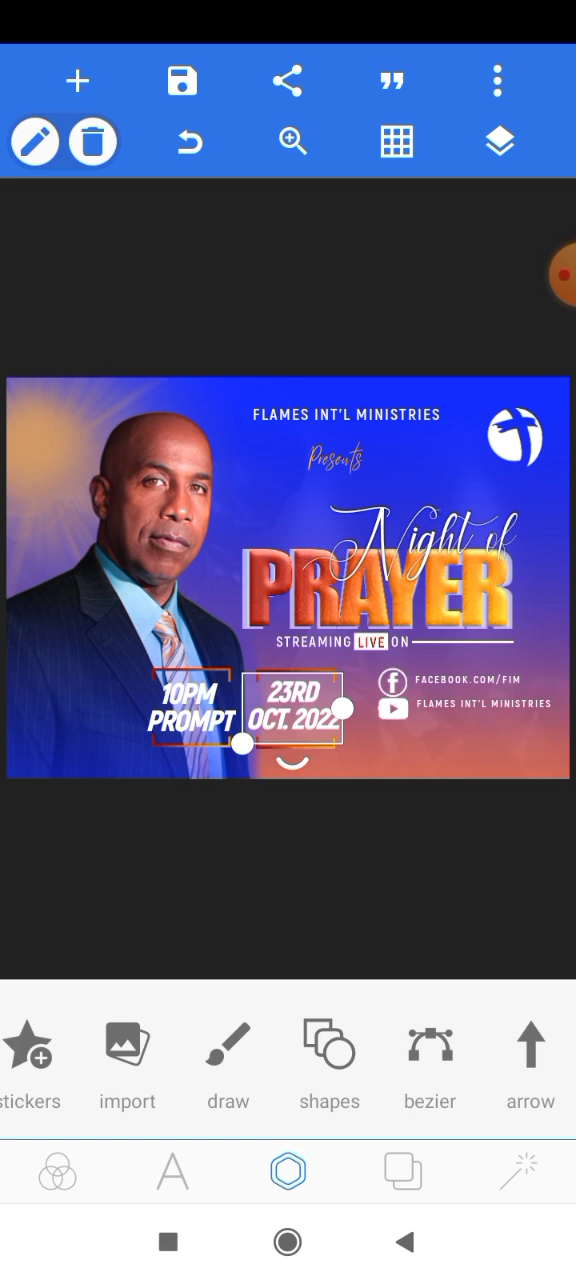 FLAMES INT'L MINISTRIES
Presents
Night of
PRAYER
STREAMING LIVE ON
FACEBOOK.COM/FIM
FLAMES INT'L MINISTRIES
10PM
PROMPT
23RD
OCT. 2022
stickers
import
draw
shapes
bezier
arrow